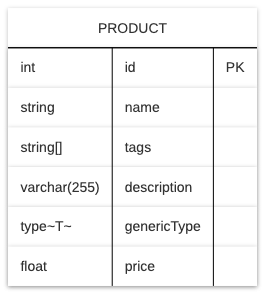 PRODUCT
int id PK
string name
string[] tags
varchar(255) description
type~T~ genericType
float price